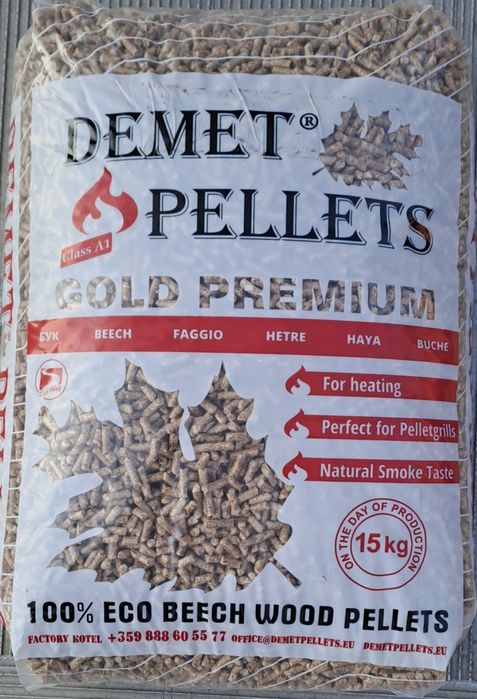 DEMET®
PELLETS
Class A1
GOLD PREMIUM
БУК BEECH FAGGIO HETRE HAYA BUCHE
For heating
Perfect for Pelletgrills
Natural Smoke Taste
ON THE DAY OF PRODUCTION
15 kg
100% ECO BEECH WOOD PELLETS
FACTORY KOTEL +359 888 60 55 77 OFFICE@DEMETPELLETS.EU DEMETPELLETS.EU